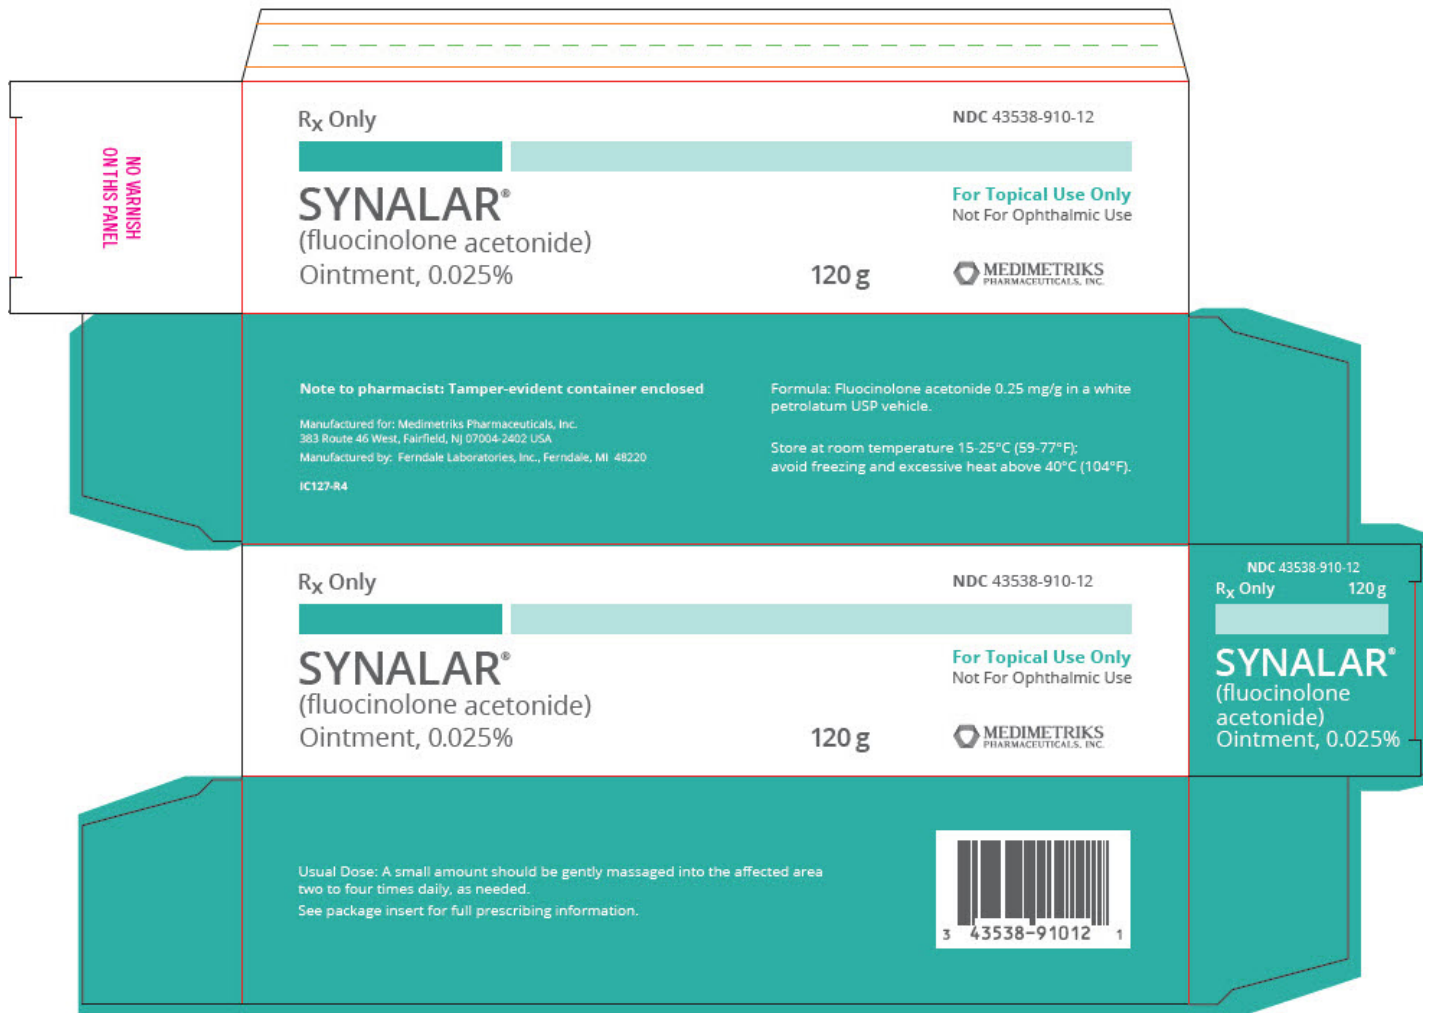 NO VARNISH
ON THIS PANEL
Rx Only
NDC 43538-910-12
SYNALAR®
(fluocinolone acetonide)
Ointment, 0.025%
120 g
For Topical Use Only
Not For Ophthalmic Use
MEDIMETRIKS
PHARMACEUTICALS, INC.
Note to pharmacist: Tamper-evident container enclosed
Manufactured for: Medimetriks Pharmaceuticals, Inc.
383 Route 46 West, Fairfield, NJ 07004-2402 USA
Manufactured by: Ferndale Laboratories, Inc., Ferndale, MI 48220
IC127-R4
Formula: Fluocinolone acetonide 0.25 mg/g in a white
petrolatum USP vehicle.
Store at room temperature 15-25°C (59-77°F);
avoid freezing and excessive heat above 40°C (104°F).
Rx Only
NDC 43538-910-12
SYNALAR®
(fluocinolone acetonide)
Ointment, 0.025%
120 g
For Topical Use Only
Not For Ophthalmic Use
MEDIMETRIKS
PHARMACEUTICALS, INC.
NDC 43538-910-12
Rx Only 120 g
SYNALAR®
(fluocinolone
acetonide)
Ointment, 0.025%
Usual Dose: A small amount should be gently massaged into the affected area
two to four times daily, as needed.
See package insert for full prescribing information.
3 43538-91012 1